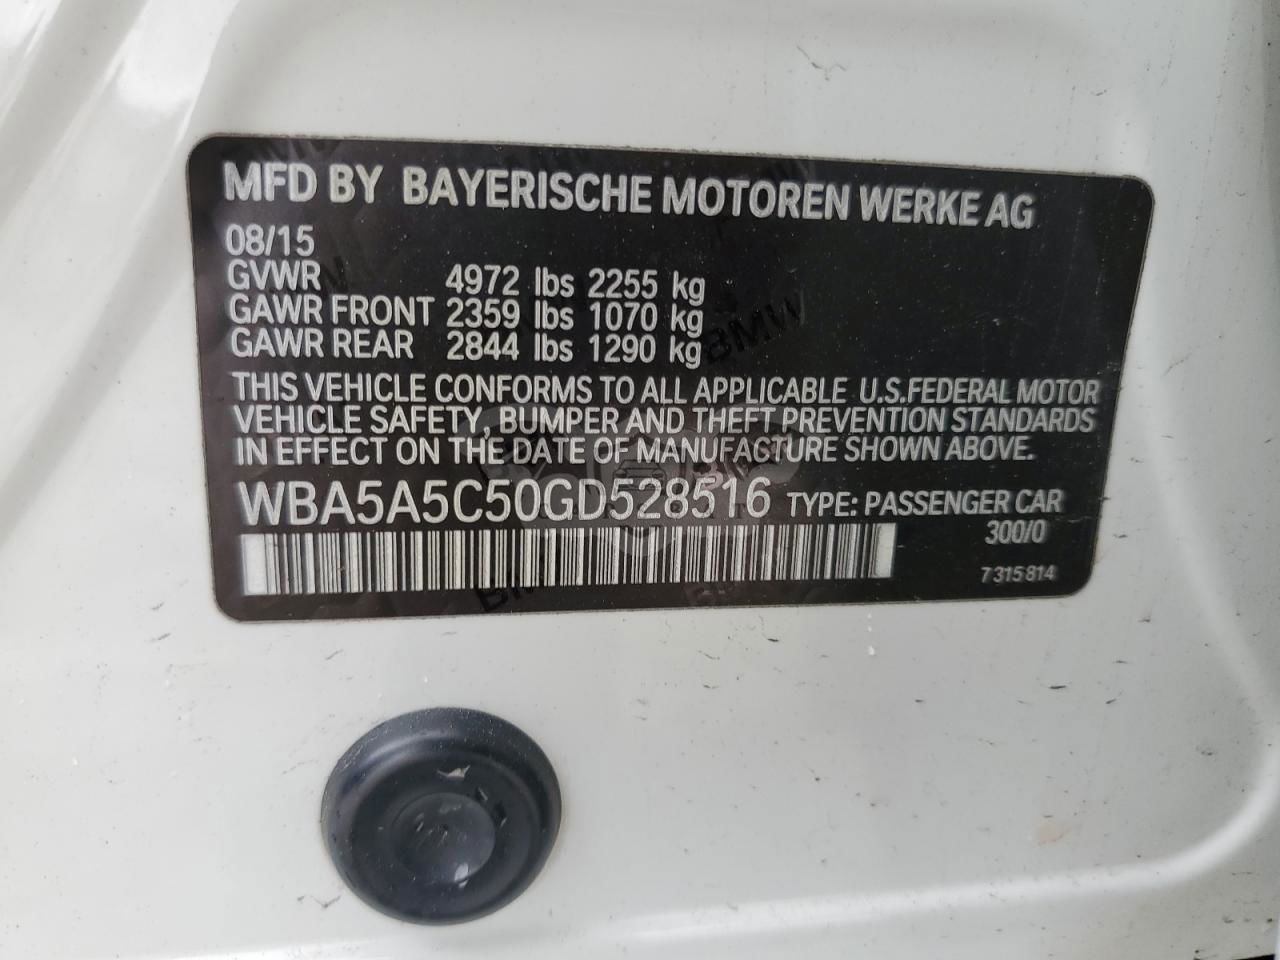 MFD BY BAYERISCHE MOTOREN WERKE AG
08/15
GVWR 4972 lbs 2255 kg
GAWR FRONT 2359 lbs 1070 kg
GAWR REAR 2844 lbs 1290 kg
THIS VEHICLE CONFORMS TO ALL APPLICABLE U.S.FEDERAL MOTOR
VEHICLE SAFETY, BUMPER AND THEFT PREVENTION STANDARDS
IN EFFECT ON THE DATE OF MANUFACTURE SHOWN ABOVE.
WBA5A5C50GD528516 TYPE: PASSENGER CAR
300/0
7315814
BMW